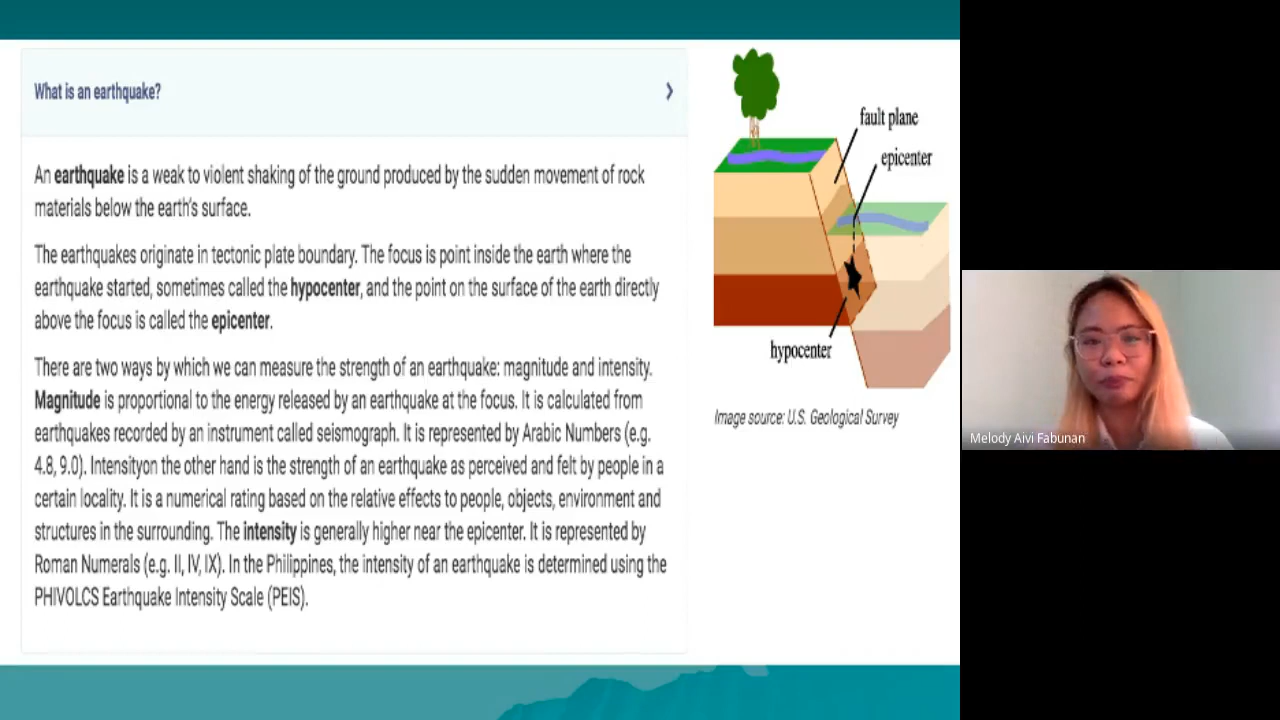 What is an earthquake?
An earthquake is a weak to violent shaking of the ground produced by the sudden movement of rock
materials below the earth's surface.
The earthquakes originate in tectonic plate boundary. The focus is point inside the earth where the
earthquake started, sometimes called the hypocenter, and the point on the surface of the earth directly
above the focus is called the epicenter.
There are two ways by which we can measure the strength of an earthquake: magnitude and intensity.
Magnitude is proportional to the energy released by an earthquake at the focus. It is calculated from
earthquakes recorded by an instrument called seismograph. It is represented by Arabic Numbers (e.g.
4.8, 9.0). Intensityon the other hand is the strength of an earthquake as perceived and felt by people in a
certain locality. It is a numerical rating based on the relative effects to people, objects, environment and
structures in the surrounding. The intensity is generally higher near the epicenter. It is represented by
Roman Numerals (e.g. II, IV, IX). In the Philippines, the intensity of an earthquake is determined using the
PHIVOLCS Earthquake Intensity Scale (PEIS).
fault plane
epicenter
hypocenter
Image source: U.S. Geological Survey
Melody Aivi Fabunan